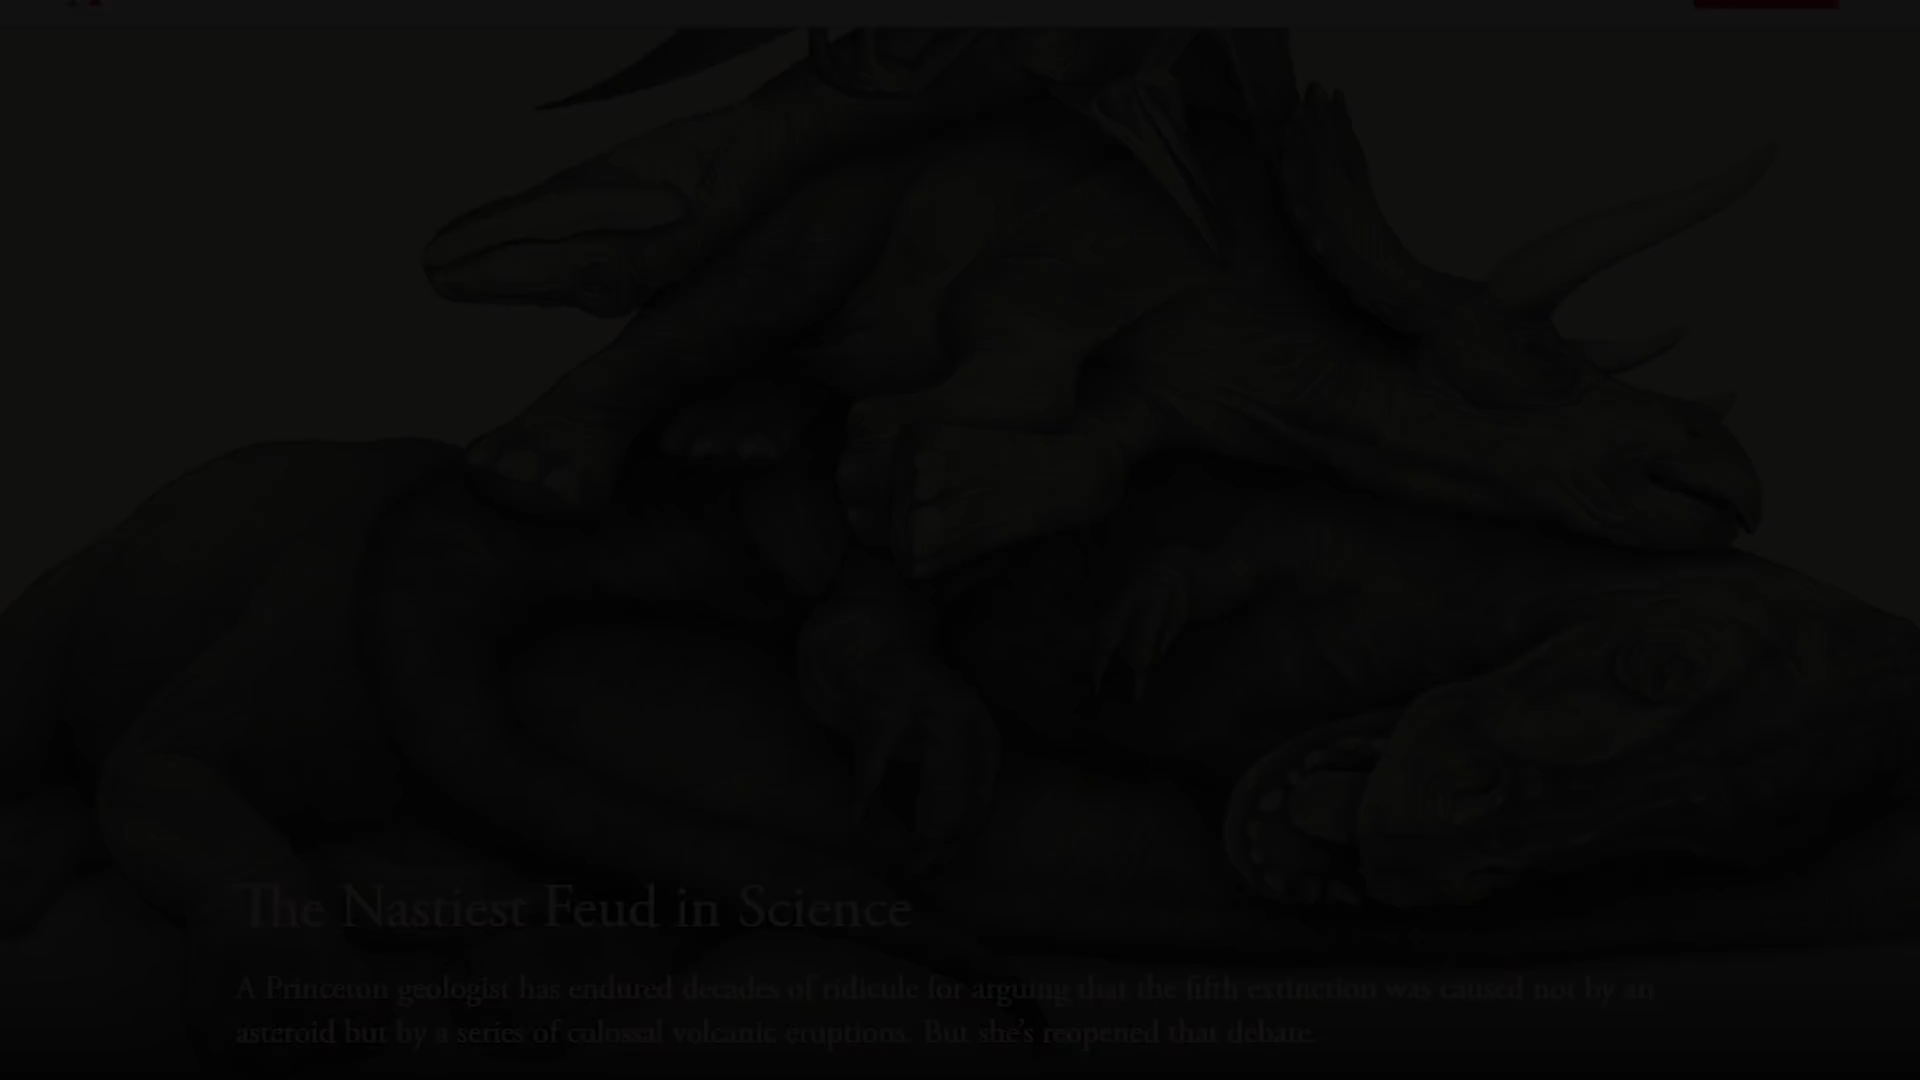 The Nastiest Feud in Science
A Princeton geologist has endured decades of ridicule for arguing that the fifth extinction was caused not by an
asteroid but by a series of colossal volcanic eruptions. But she's reopened that debate.